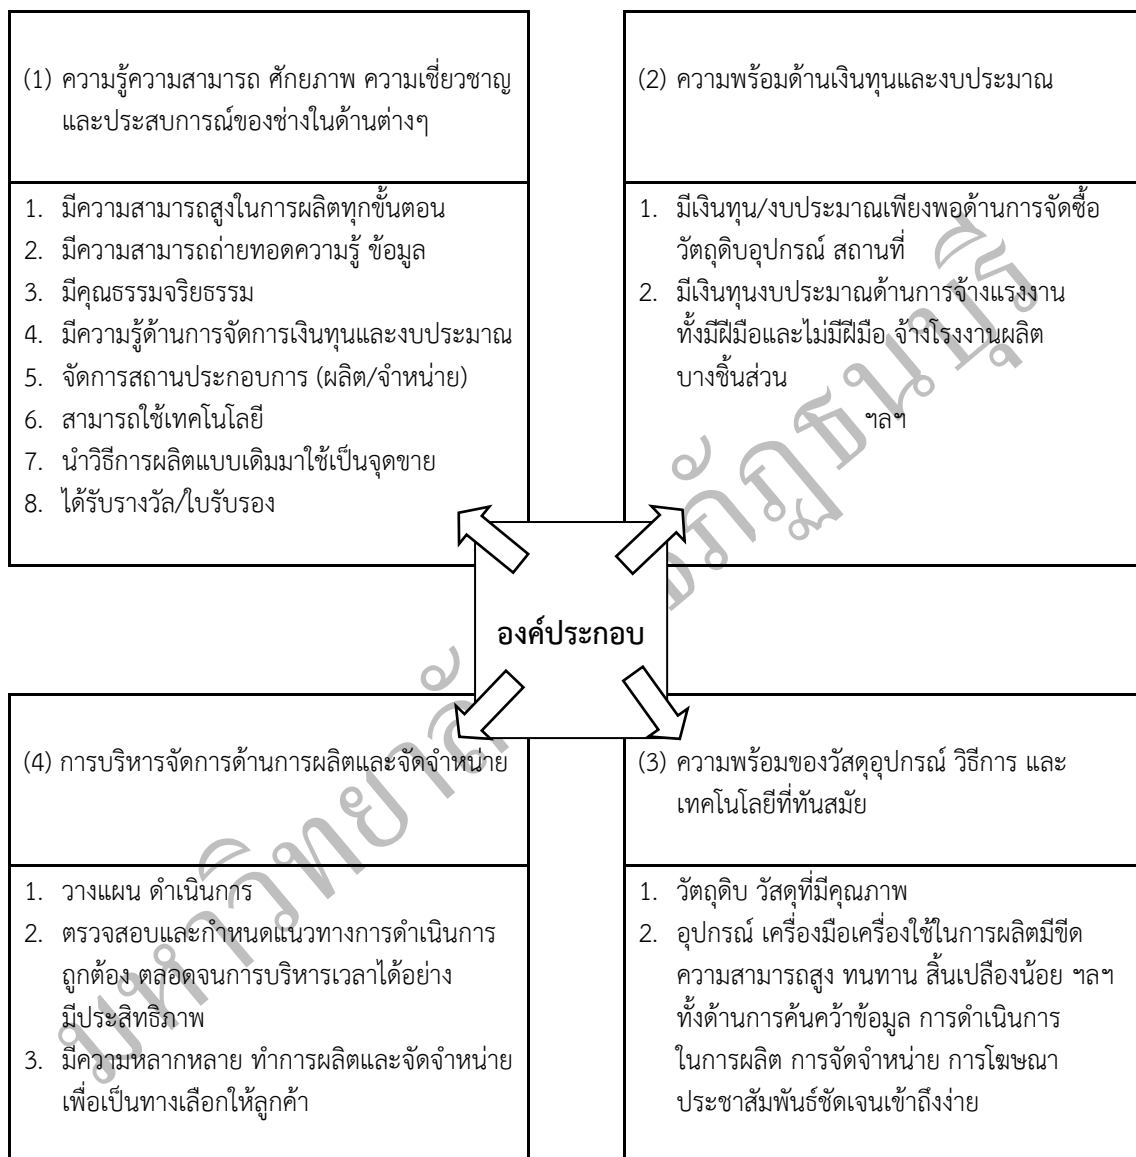 (1) ความรู้ความสามารถ ศักยภาพ ความเชี่ยวชาญ
และประสบการณ์ของช่างในด้านต่างๆ
1. มีความสามารถสูงในการผลิตทุกขั้นตอน
2. มีความสามารถถ่ายทอดความรู้ ข้อมูล
3. มีคุณธรรมจริยธรรม
4. มีความรู้ด้านการจัดการเงินทุนและงบประมาณ
5. จัดการสถานประกอบการ (ผลิต/จำหน่าย)
6. สามารถใช้เทคโนโลยี
7. นำวิธีการผลิตแบบเดิมมาใช้เป็นจุดขาย
8. ได้รับรางวัล/ใบรับรอง
(2) ความพร้อมด้านเงินทุนและงบประมาณ
1. มีเงินทุน/งบประมาณเพียงพอด้านการจัดซื้อ
วัตถุดิบอุปกรณ์ สถานที่
2. มีเงินทุนงบประมาณด้านการจ้างแรงงาน
ทั้งมีฝีมือและไม่มีฝีมือ จ้างโรงงานผลิต
บางชิ้นส่วน
ฯลฯ
องค์ประกอบ
(4) การบริหารจัดการด้านการผลิตและจัดจำหน่าย
1. วางแผน ดำเนินการ
2. ตรวจสอบและกำหนดแนวทางการดำเนินการ
ถูกต้อง ตลอดจนการบริหารเวลาได้อย่าง
มีประสิทธิภาพ
3. มีความหลากหลาย ทำการผลิตและจัดจำหน่าย
เพื่อเป็นทางเลือกให้ลูกค้า
(3) ความพร้อมของวัสดุอุปกรณ์ วิธีการ และ
เทคโนโลยีที่ทันสมัย
1. วัตถุดิบ วัสดุที่มีคุณภาพ
2. อุปกรณ์ เครื่องมือเครื่องใช้ในการผลิตมีขีด
ความสามารถสูง ทนทาน สิ้นเปลืองน้อย ฯลฯ
ทั้งด้านการค้นคว้าข้อมูล การดำเนินการ
ในการผลิต การจัดจำหน่าย การโฆษณา
ประชาสัมพันธ์ชัดเจนเข้าถึงง่าย